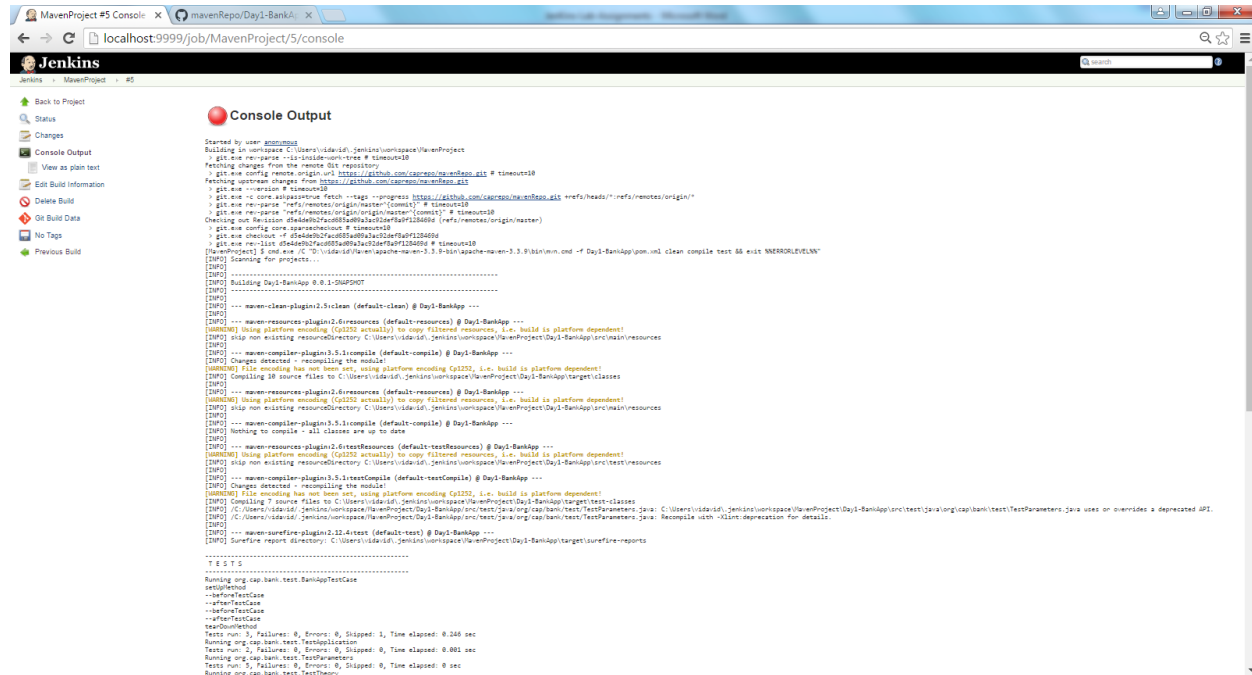 MavenProject #5 Console
mavenRepo/Day1-BankA
Jenkins Lab Assignments - Microsoft Word
localhost:9999/job/MavenProject/5/console
Jenkins
search
Jenkins
MavenProject
#5
Back to Project
Status
Changes
Console Output
View as plain text
Edit Build Information
Delete Build
Git Build Data
No Tags
Previous Build
Console Output
Started by user anonymous
Building in workspace C:\Users\vidavid\.jenkins\workspace\MavenProject
> git.exe rev-parse --is-inside-work-tree # timeout=10
Fetching changes from the remote Git repository
> git.exe config remote.origin.url https://github.com/caprepo/mavenRepo.git # timeout=10
Fetching upstream changes from https://github.com/caprepo/mavenRepo.git
> git.exe --version # timeout=10
> git.exe -c core.askpass=true fetch --tags --progress https://github.com/caprepo/mavenRepo.git +refs/heads/*:refs/remotes/origin/*
> git.exe rev-parse "refs/remotes/origin/master^{commit}" # timeout=10
> git.exe rev-parse "refs/remotes/origin/origin/master^{commit}" # timeout=10
Checking out Revision d5e4de9b2facd685ad09a3ac92def8a9f128469d (refs/remotes/origin/master)
> git.exe config core.sparsecheckout # timeout=10
> git.exe checkout -f d5e4de9b2facd685ad09a3ac92def8a9f128469d
> git.exe rev-list d5e4de9b2facd685ad09a3ac92def8a9f128469d # timeout=10
[MavenProject] $ cmd.exe /C "D:\vidavid\Maven\apache-maven-3.3.9-bin\apache-maven-3.3.9\bin\mvn.cmd -f Day1-BankApp\pom.xml clean compile test && exit %%ERRORLEVEL%%"
[INFO] Scanning for projects...
[INFO]
[INFO] ------------------------------------------------------------------------
[INFO] Building Day1-BankApp 0.0.1-SNAPSHOT
[INFO] ------------------------------------------------------------------------
[INFO]
[INFO] --- maven-clean-plugin:2.5:clean (default-clean) @ Day1-BankApp ---
[INFO]
[INFO] --- maven-resources-plugin:2.6:resources (default-resources) @ Day1-BankApp ---
[WARNING] Using platform encoding (Cp1252 actually) to copy filtered resources, i.e. build is platform dependent!
[INFO] skip non existing resourceDirectory C:\Users\vidavid\.jenkins\workspace\MavenProject\Day1-BankApp\src\main\resources
[INFO]
[INFO] --- maven-compiler-plugin:3.5.1:compile (default-compile) @ Day1-BankApp ---
[INFO] Changes detected - recompiling the module!
[WARNING] File encoding has not been set, using platform encoding Cp1252, i.e. build is platform dependent!
[INFO] Compiling 10 source files to C:\Users\vidavid\.jenkins\workspace\MavenProject\Day1-BankApp\target\classes
[INFO]
[INFO] --- maven-resources-plugin:2.6:resources (default-resources) @ Day1-BankApp ---
[WARNING] Using platform encoding (Cp1252 actually) to copy filtered resources, i.e. build is platform dependent!
[INFO] skip non existing resourceDirectory C:\Users\vidavid\.jenkins\workspace\MavenProject\Day1-BankApp\src\main\resources
[INFO]
[INFO] --- maven-compiler-plugin:3.5.1:compile (default-compile) @ Day1-BankApp ---
[INFO] Nothing to compile - all classes are up to date
[INFO]
[INFO] --- maven-resources-plugin:2.6:testResources (default-testResources) @ Day1-BankApp ---
[WARNING] Using platform encoding (Cp1252 actually) to copy filtered resources, i.e. build is platform dependent!
[INFO] skip non existing resourceDirectory C:\Users\vidavid\.jenkins\workspace\MavenProject\Day1-BankApp\src\test\resources
[INFO]
[INFO] --- maven-compiler-plugin:3.5.1:testCompile (default-testCompile) @ Day1-BankApp ---
[INFO] Changes detected - recompiling the module!
[WARNING] File encoding has not been set, using platform encoding Cp1252, i.e. build is platform dependent!
[INFO] Compiling 7 source files to C:\Users\vidavid\.jenkins\workspace\MavenProject\Day1-BankApp\target\test-classes
[INFO] /C:/Users/vidavid/.jenkins/workspace/MavenProject/Day1-BankApp/src/test/java/org/cap/bank/test/TestParameters.java: C:\Users\vidavid\.jenkins\workspace\MavenProject\Day1-BankApp\src\test\java\org\cap\bank\test\TestParameters.java uses or overrides a deprecated API.
[INFO] /C:/Users/vidavid/.jenkins/workspace/MavenProject/Day1-BankApp/src/test/java/org/cap/bank/test/TestParameters.java: Recompile with -Xlint:deprecation for details.
[INFO]
[INFO] --- maven-surefire-plugin:2.12.4:test (default-test) @ Day1-BankApp ---
[INFO] Surefire report directory: C:\Users\vidavid\.jenkins\workspace\MavenProject\Day1-BankApp\target\surefire-reports
-------------------------------------------------------
T E S T S
-------------------------------------------------------
Running org.cap.bank.test.BankAppTestCase
setUpMethod
--beforeTestCase
--afterTestCase
--beforeTestCase
--afterTestCase
tearDownMethod
Tests run: 3, Failures: 0, Errors: 0, Skipped: 1, Time elapsed: 0.246 sec
Running org.cap.bank.test.TestApplication
Tests run: 2, Failures: 0, Errors: 0, Skipped: 0, Time elapsed: 0.001 sec
Running org.cap.bank.test.TestParameters
Tests run: 5, Failures: 0, Errors: 0, Skipped: 0, Time elapsed: 0 sec
Running org.cap.bank.test.TestTheory